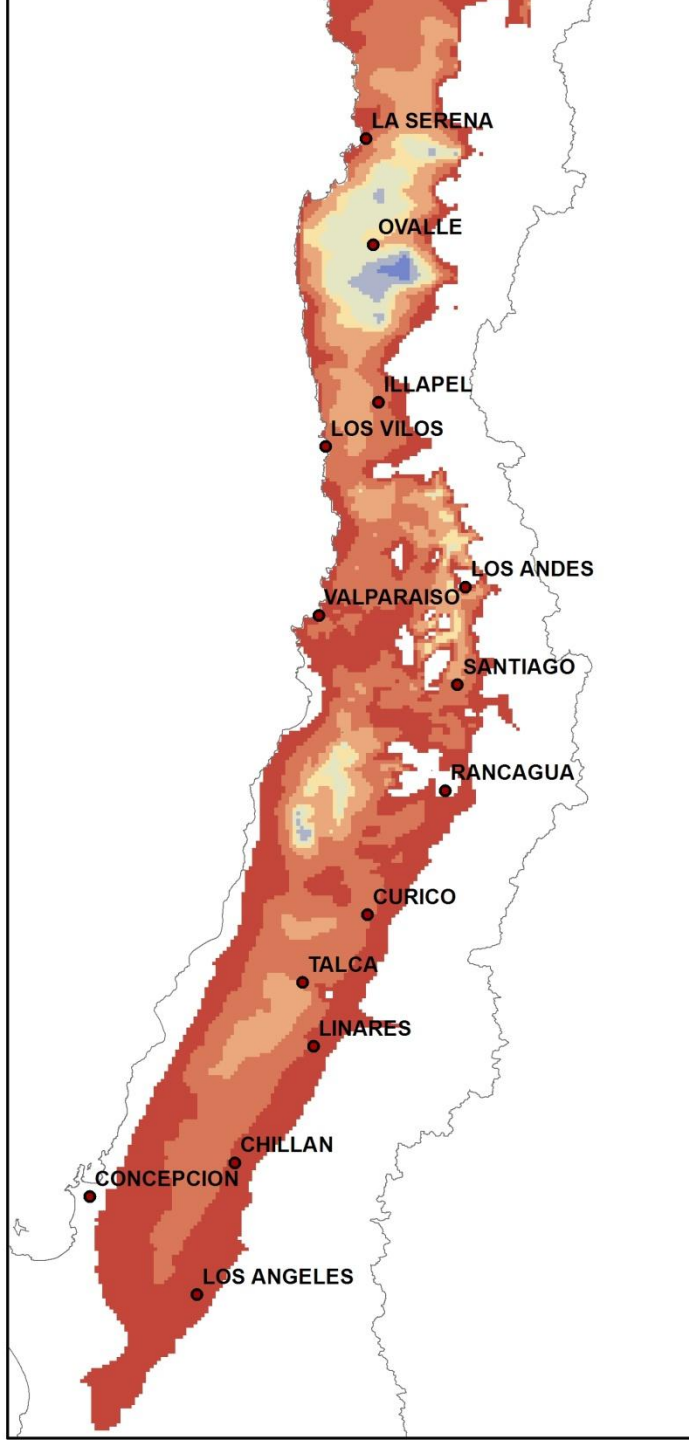 LA SERENA
OVALLE
ILLAPEL
LOS VILOS
LOS ANDES
VALPARAISO
SANTIAGO
RANCAGUA
CURICO
TALCA
LINARES
CHILLAN
CONCEPCION
LOS ANGELES